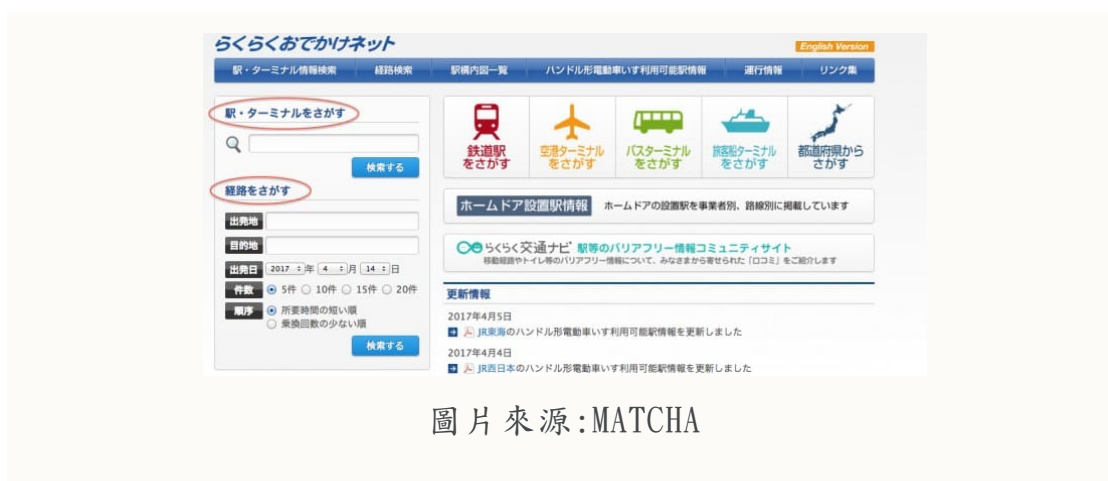 らくらくおでかけネット
English Version
駅・ターミナル情報検索 経路検索 駅構内図一覧 ハンドル形電動車いす利用可能駅情報 運行情報 リンク集
駅・ターミナルをさがす
検索する
経路をさがす
出発地
目的地
出発日 2017 年 4 月 14 日
件数 5件 10件 15件 20件
順序 所要時間の短い順
乗換回数の少ない順
検索する
鉄道駅
をさがす
空港ターミナル
をさがす
バスターミナル
をさがす
旅客船ターミナル
をさがす
都道府県から
さがす
ホームドア設置駅情報 ホームドアの設置駅を事業者別、路線別に掲載しています
らくらく交通ナビ 駅等のバリアフリー情報コミュニティサイト
移動経路やトイレ等のバリアフリー情報について、みなさまから寄せられた「口コミ」をご紹介します
更新情報
2017年4月5日
JR東海のハンドル形電動車いす利用可能駅情報を更新しました
2017年4月4日
JR西日本のハンドル形電動車いす利用可能駅情報を更新しました
圖片來源:MATCHA